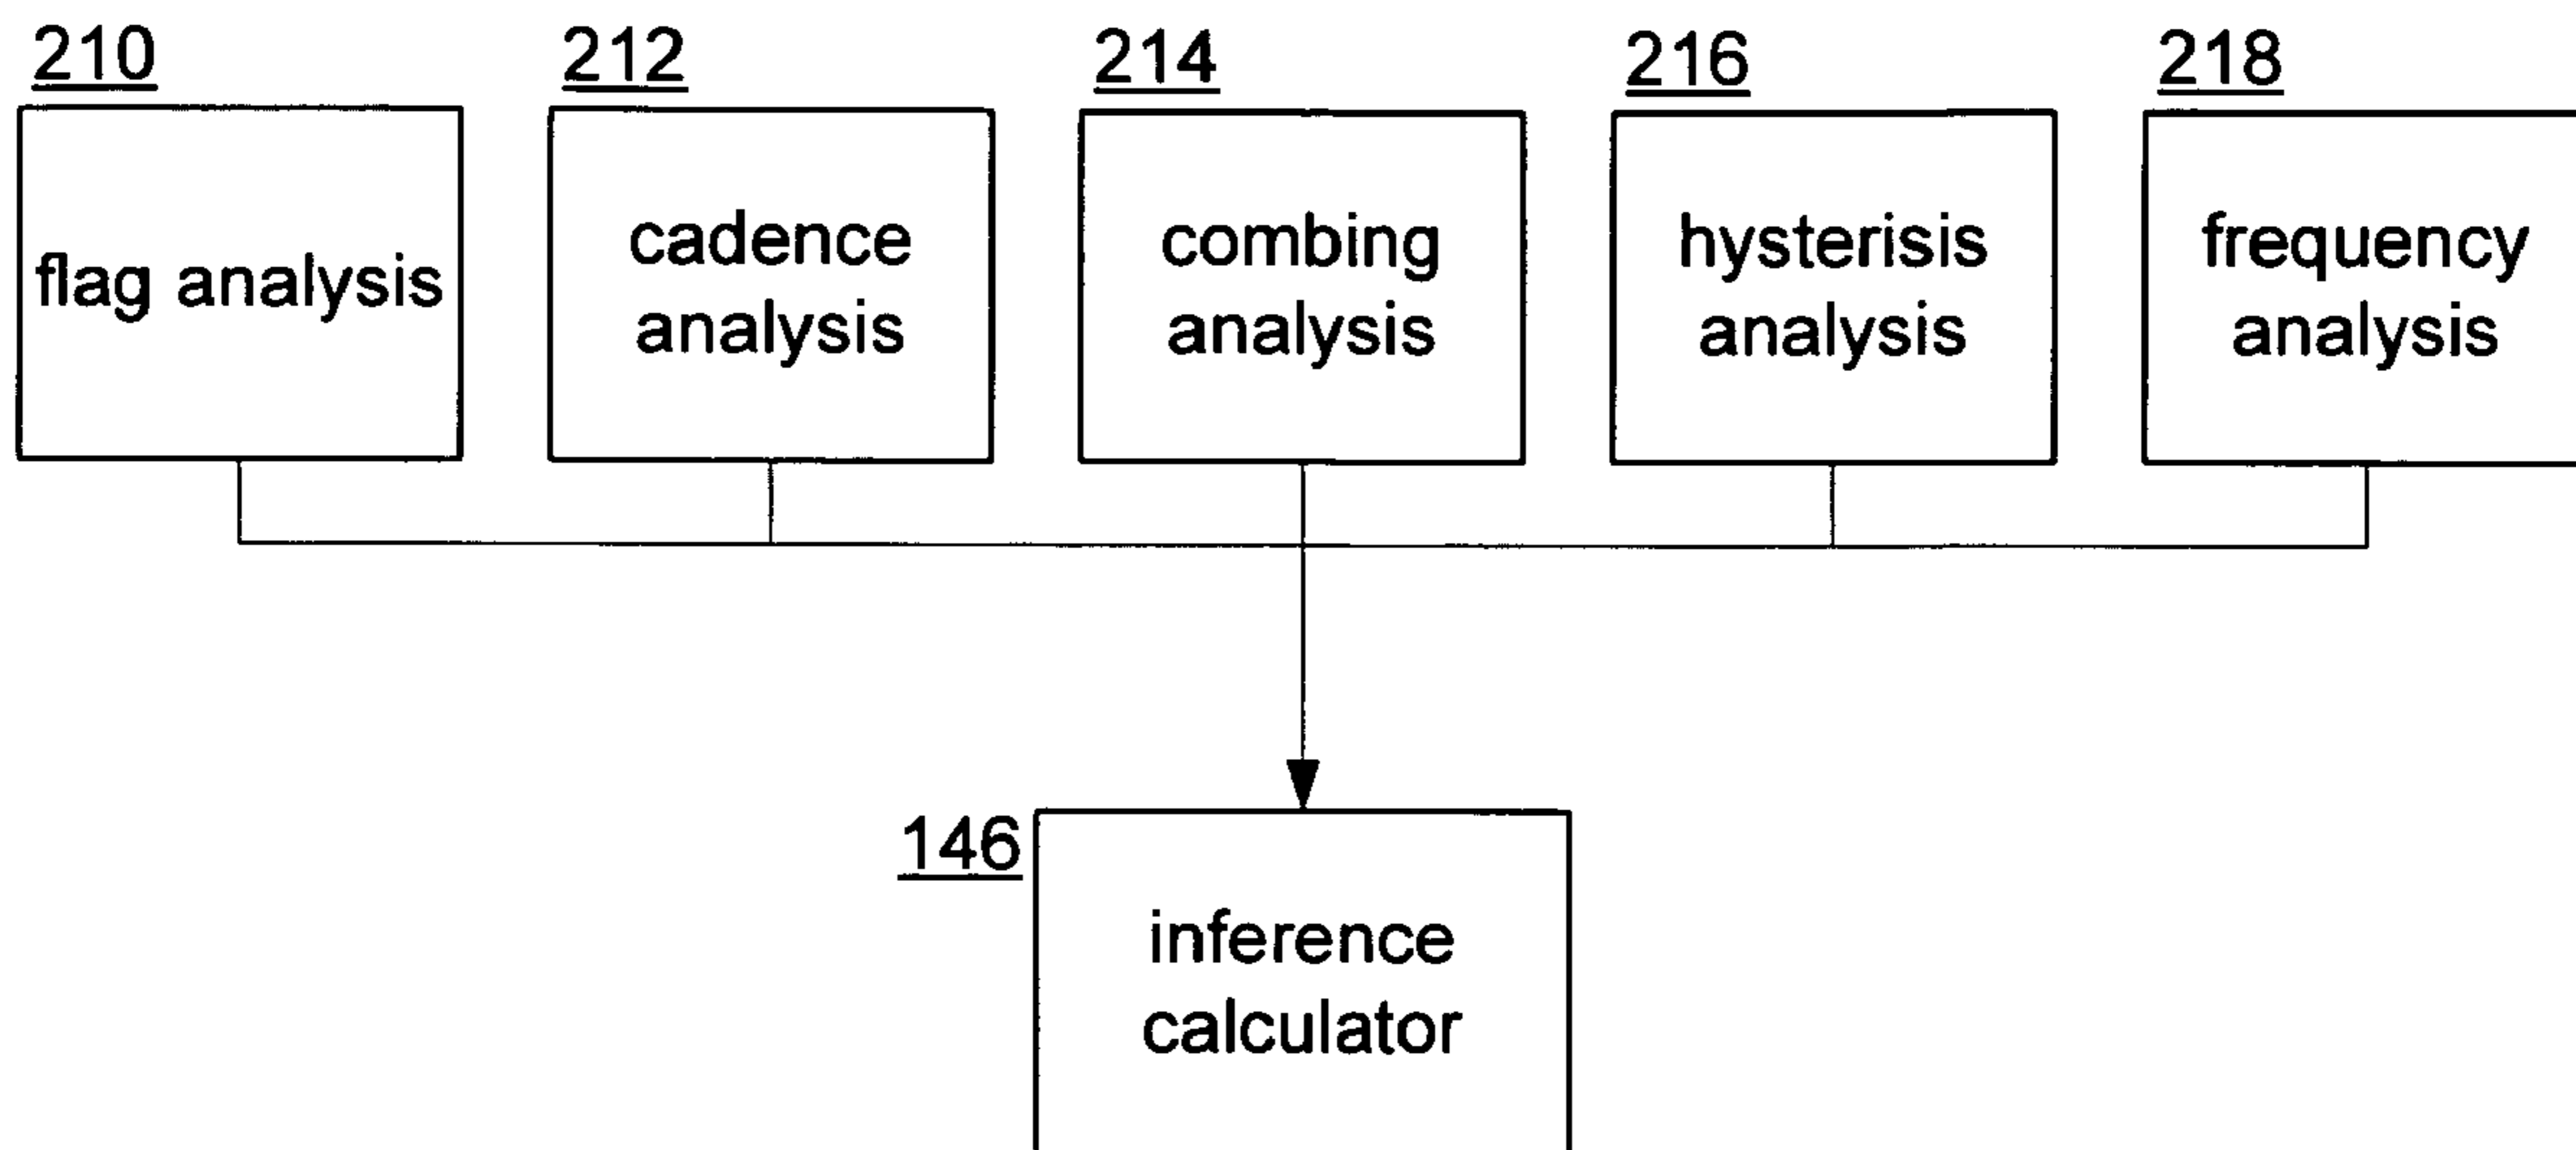 210
212
214
216
218
flag analysis
cadence
analysis
combing
analysis
hysterisis
analysis
frequency
analysis
146
inference
calculator